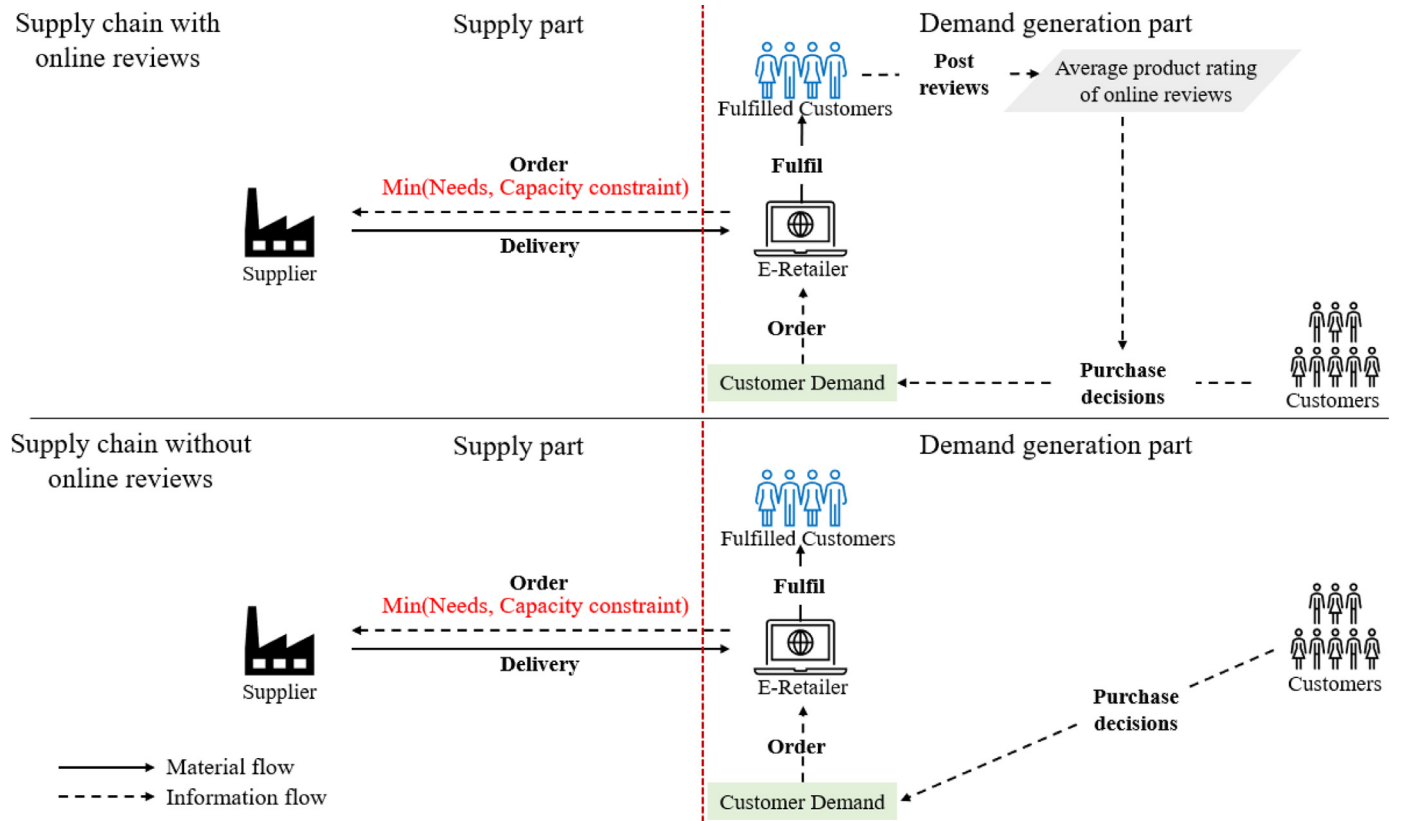 Supply chain with
online reviews
Supply part
Demand generation part
Post
reviews
Average product rating
of online reviews
Fulfilled Customers
Order
Min(Needs, Capacity constraint)
Fulfil
Delivery
Supplier
E-Retailer
Order
Customer Demand
Purchase
decisions
Customers
Supply chain without
online reviews
Supply part
Demand generation part
Fulfilled Customers
Order
Min(Needs, Capacity constraint)
Fulfil
Delivery
Supplier
E-Retailer
Customers
Purchase
decisions
Order
Customer Demand
Material flow
Information flow